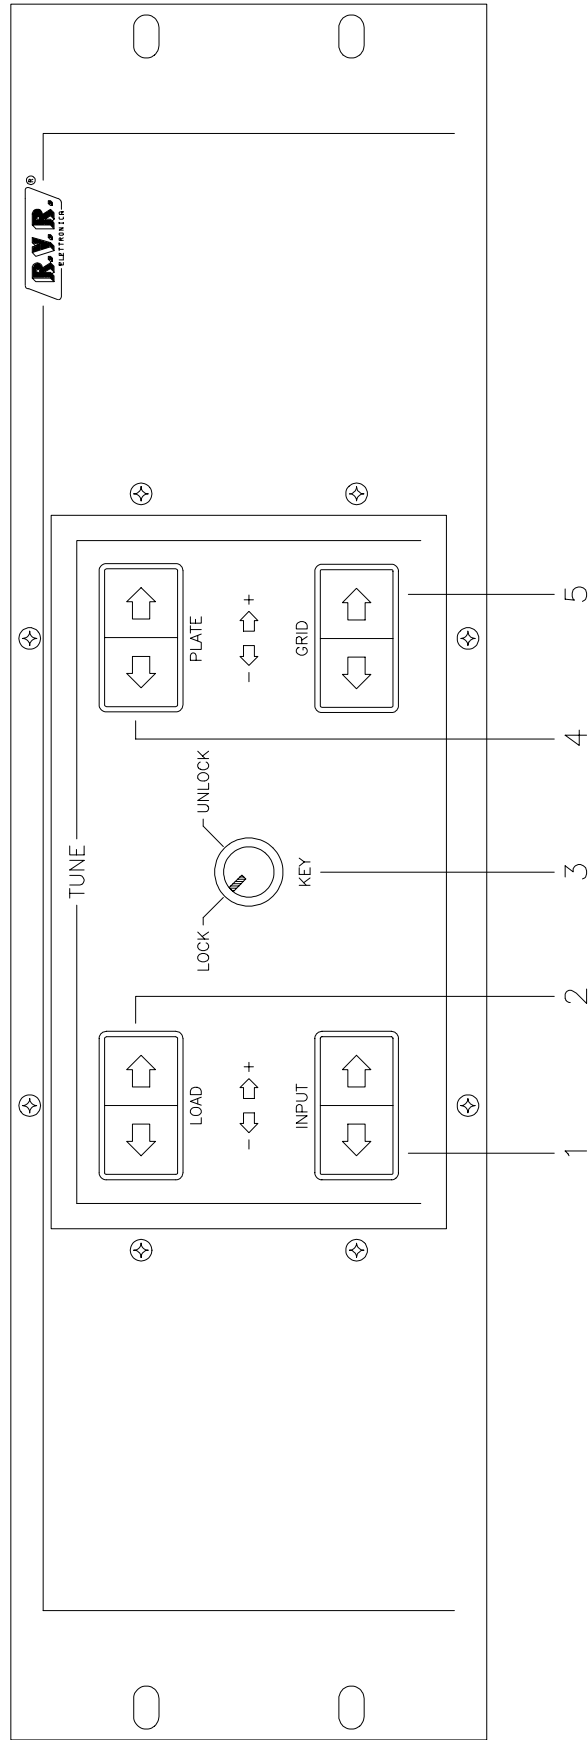 R.V.R.®
ELETTRONICA
TUNE
LOAD
PLATE
LOCK
UNLOCK
- +
- +
INPUT
KEY
GRID
1
2
3
4
5